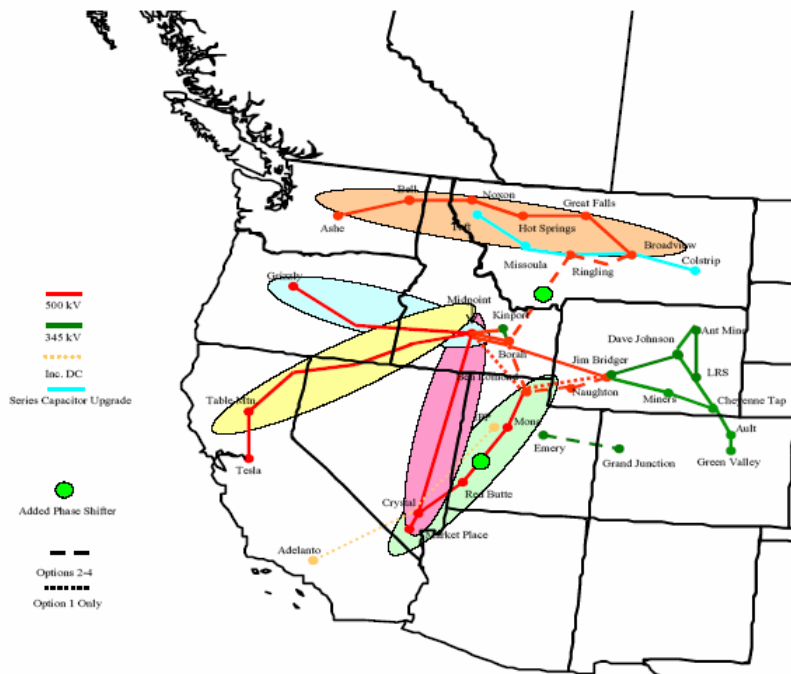 Bell
Noxon
Great Falls
Ashe
Taft
Hot Springs
Broadview
Missoula
Ringling
Colstrip
Grizzly
Midpoint
500 kV
Kinport
345 kV
Dave Johnson
Ant Mine
Borah
Jim Bridger
Inc. DC
Ben Lomond
LRS
Series Capacitor Upgrade
Table Mtn
Naughton
Miners
Cheyenne Tap
IPP
Mona
Emery
Ault
Tesla
Grand Junction
Green Valley
Red Butte
Crystal
Added Phase Shifter
Market Place
Adelanto
Options 2-4
Option 1 Only